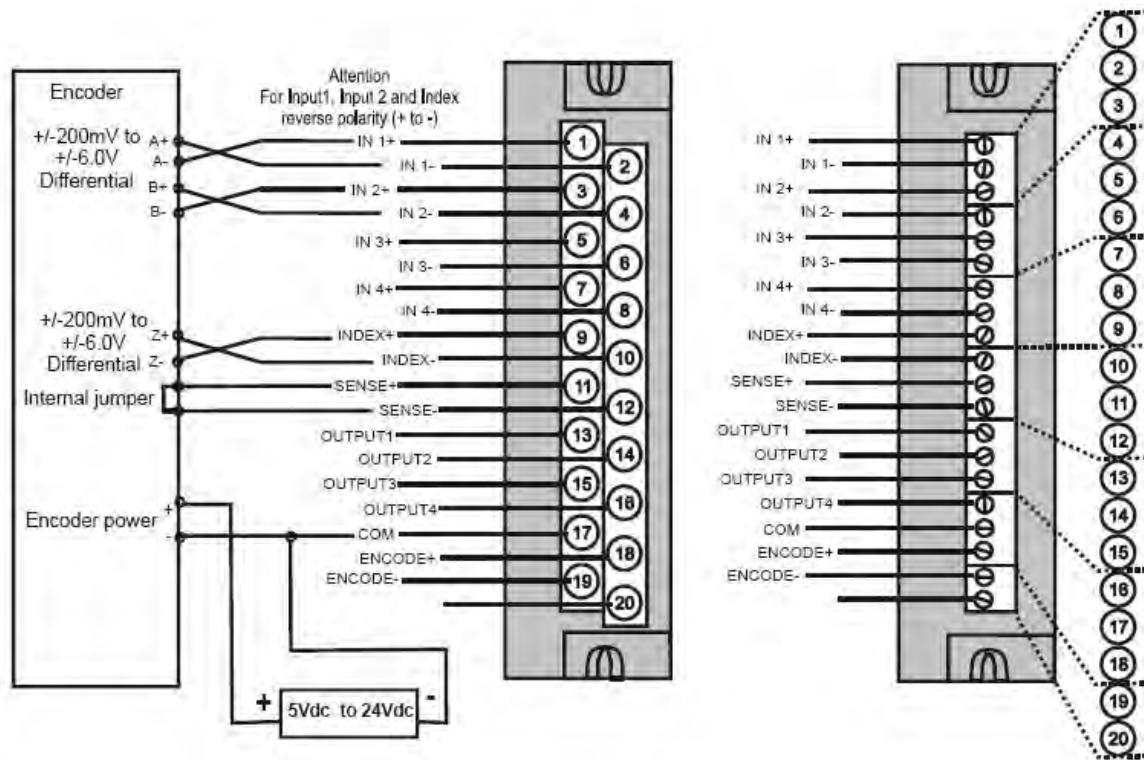 Encoder
+/-200mV to
+/-6.0V
Differential
A+
A-
B+
B-
+/-200mV to
+/-6.0V
Differential
Z+
Z-
Internal jumper
Encoder power
+
-
+
5Vdc to 24Vdc
-
Attention
For Input1, Input 2 and Index
reverse polarity (+ to -)
IN 1+
IN 1-
IN 2+
IN 2-
IN 3+
IN 3-
IN 4+
IN 4-
INDEX+
INDEX-
SENSE+
SENSE-
OUTPUT1
OUTPUT2
OUTPUT3
OUTPUT4
COM
ENCODE+
ENCODE-
1
2
3
4
5
6
7
8
9
10
11
12
13
14
15
16
17
18
19
20
IN 1+
IN 1-
IN 2+
IN 2-
IN 3+
IN 3-
IN 4+
IN 4-
INDEX+
INDEX-
SENSE+
SENSE-
OUTPUT1
OUTPUT2
OUTPUT3
OUTPUT4
COM
ENCODE+
ENCODE-
1
2
3
4
5
6
7
8
9
10
11
12
13
14
15
16
17
18
19
20